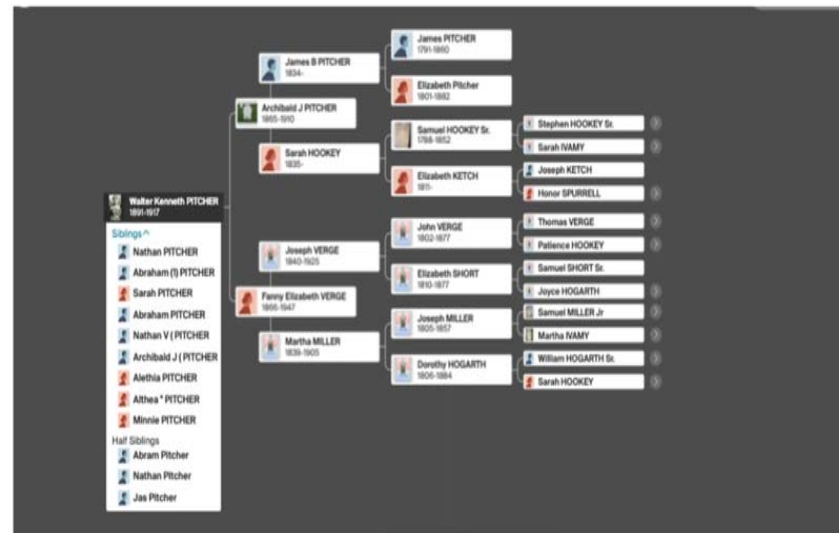 James PITCHER
1791-1860
James B PITCHER
1834-
Elizabeth Pitcher
1801-1882
Archibald J PITCHER
1865-1910
Samuel HOOKEY Sr.
1788-1852
Stephen HOOKEY Sr.
Sarah IVAMY
Sarah HOOKEY
1835-
Elizabeth KETCH
1811-
Joseph KETCH
Honor SPURRELL
Walter Kenneth PITCHER
1891-1917
Siblings^
Nathan PITCHER
Abraham (1) PITCHER
Sarah PITCHER
Abraham PITCHER
Nathan V ( PITCHER
Archibald J ( PITCHER
Alethia PITCHER
Althea " PITCHER
Minnie PITCHER
Half Siblings
Abram Pitcher
Nathan Pitcher
Jas Pitcher
John VERGE
1802-1877
Thomas VERGE
Patience HOOKEY
Joseph VERGE
1840-1925
Elizabeth SHORT
1810-1877
Samuel SHORT Sr.
Joyce HOGARTH
Fanny Elizabeth VERGE
1866-1947
Joseph MILLER
1805-1857
Samuel MILLER Jr
Martha IVAMY
Martha MILLER
1839-1905
Dorothy HOGARTH
1806-1884
William HOGARTH Sr.
Sarah HOOKEY